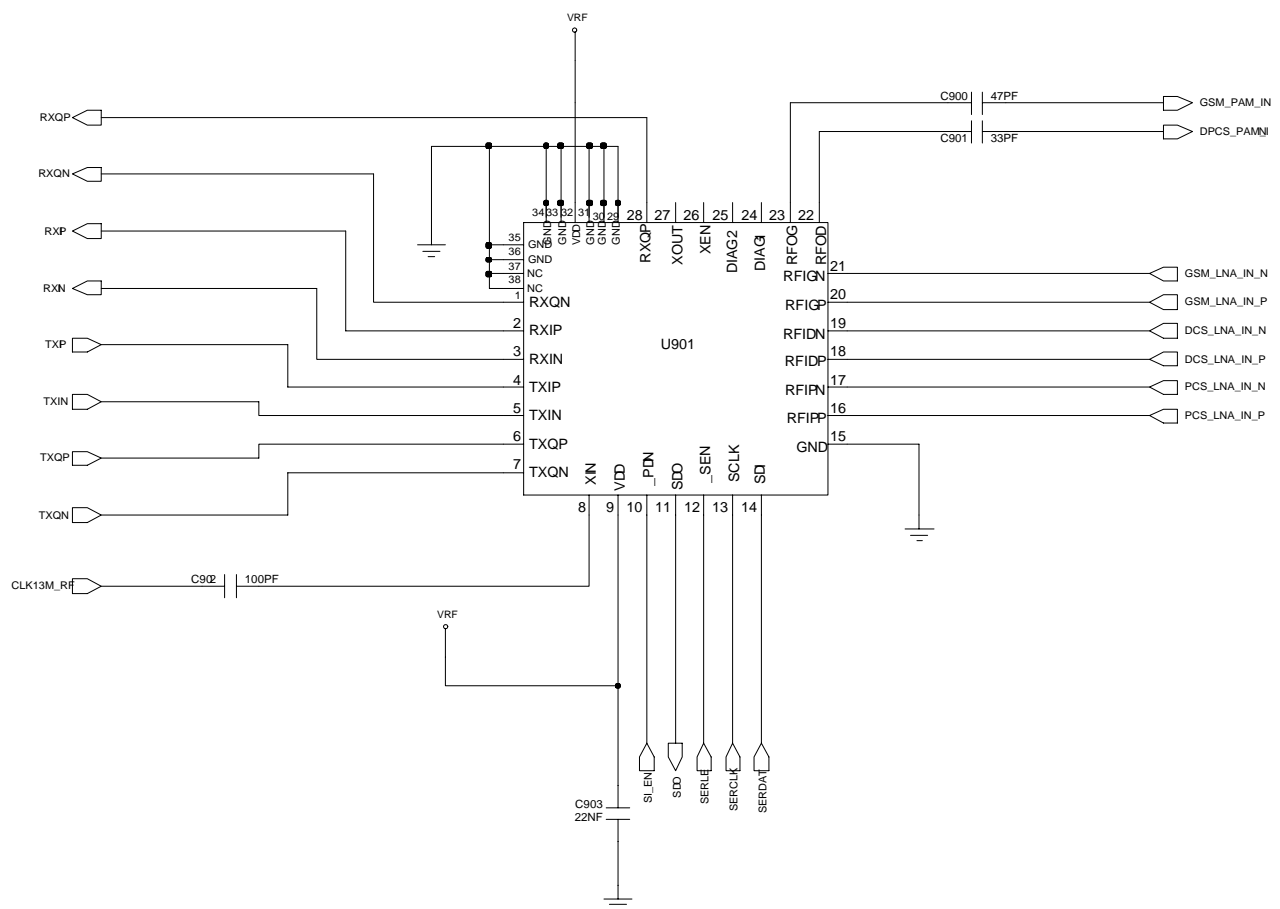 VRF
C900 47PF GSM_PAM_IN
C901 33PF DPCS_PAM_NI
RXQP
RXQN
RXIP
RXIN
TXIP
TXIN
TXQP
TXQN
CLK13M_RF
C902 100PF
34 33 32 31 30 29 28 27 26 25 24 23 22
GND GND VDD GND GND GND RXQP XOUT XEN DIAG2 DIAG1 RFOG RFOD
35 GND
36 GND
37 NC
38 NC
1 RXQN
2 RXIP
3 RXIN
4 TXIP
5 TXIN
6 TXQP
7 TXQN
U901
RFIGN 21 GSM_LNA_IN_N
RFIGP 20 GSM_LNA_IN_P
RFIDN 19 DCS_LNA_IN_N
RFIDP 18 DCS_LNA_IN_P
RFIPN 17 PCS_LNA_IN_N
RFIPP 16 PCS_LNA_IN_P
GND 15
XIN VDD _PDN SDO _SEN SCLK SDI
8 9 10 11 12 13 14
VRF
SI_EN SDO SERLE SERCLK SERDAT
C903
22NF